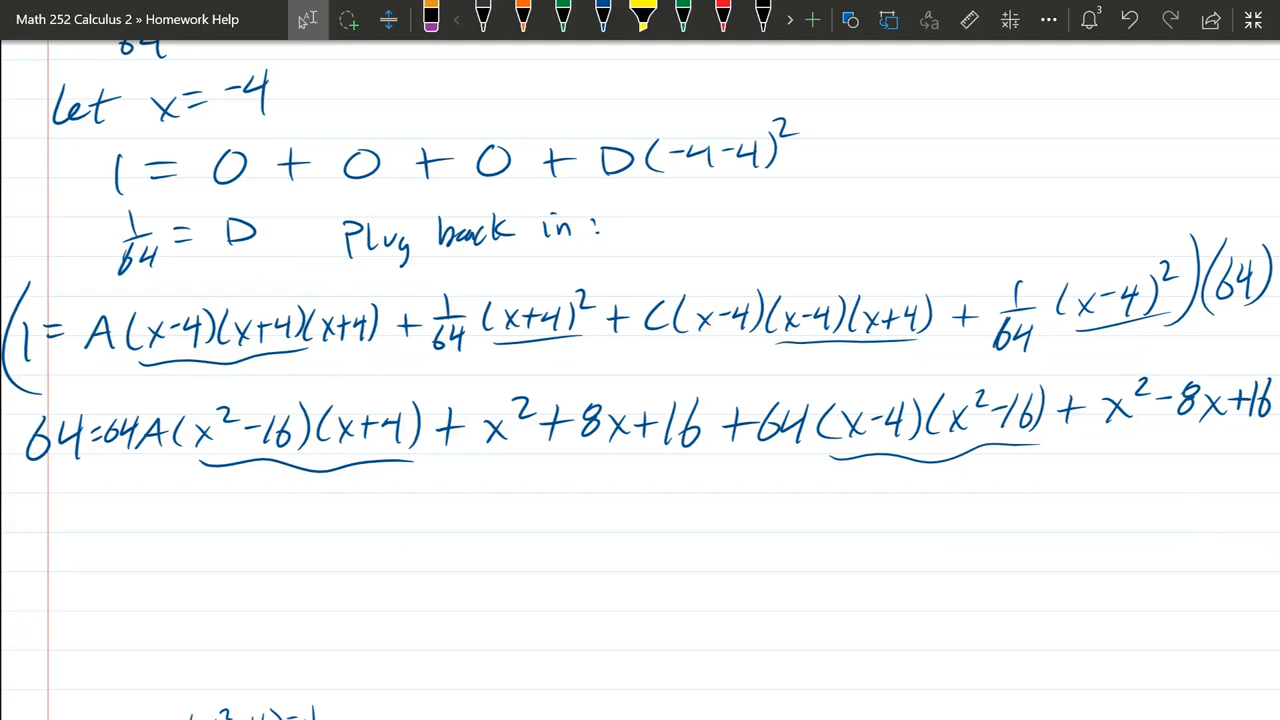 Math 252 Calculus 2 » Homework Help
3
64
Let x = -4
1 = 0 + 0 + 0 + D(-4-4)²
1/64 = D Plug back in :
(1 = A(x-4)(x+4)(x+4) + 1/64 (x+4)² + C(x-4)(x-4)(x+4) + 1/64 (x-4)²)(64)
64=64A(x²-16)(x+4) + x²+8x+16 +64(x-4)(x²-16) + x²-8x+16